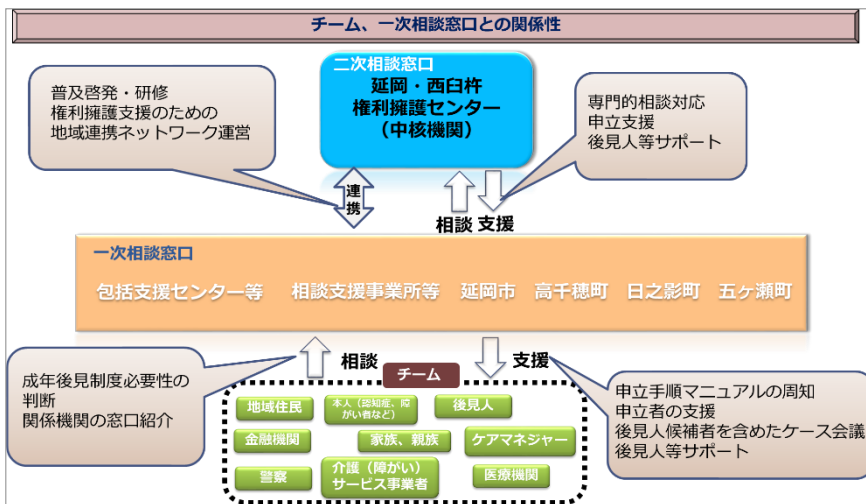 チーム、一次相談窓口との関係性
二次相談窓口
延岡・西臼杵
権利擁護センター
（中核機関）
普及啓発・研修
権利擁護支援のための
地域連携ネットワーク運営
専門的相談対応
申立支援
後見人等サポート
連携
相談 支援
一次相談窓口
包括支援センター等 相談支援事業所等 延岡市 高千穂町 日之影町 五ヶ瀬町
相談
支援
成年後見制度必要性の
判断
関係機関の窓口紹介
申立手順マニュアルの周知
申立者の支援
後見人候補者を含めたケース会議
後見人等サポート
チーム
地域住民
本人（認知症、障
がい者など）
後見人
金融機関
家族、親族
ケアマネジャー
警察
介護（障がい）
サービス事業者
医療機関